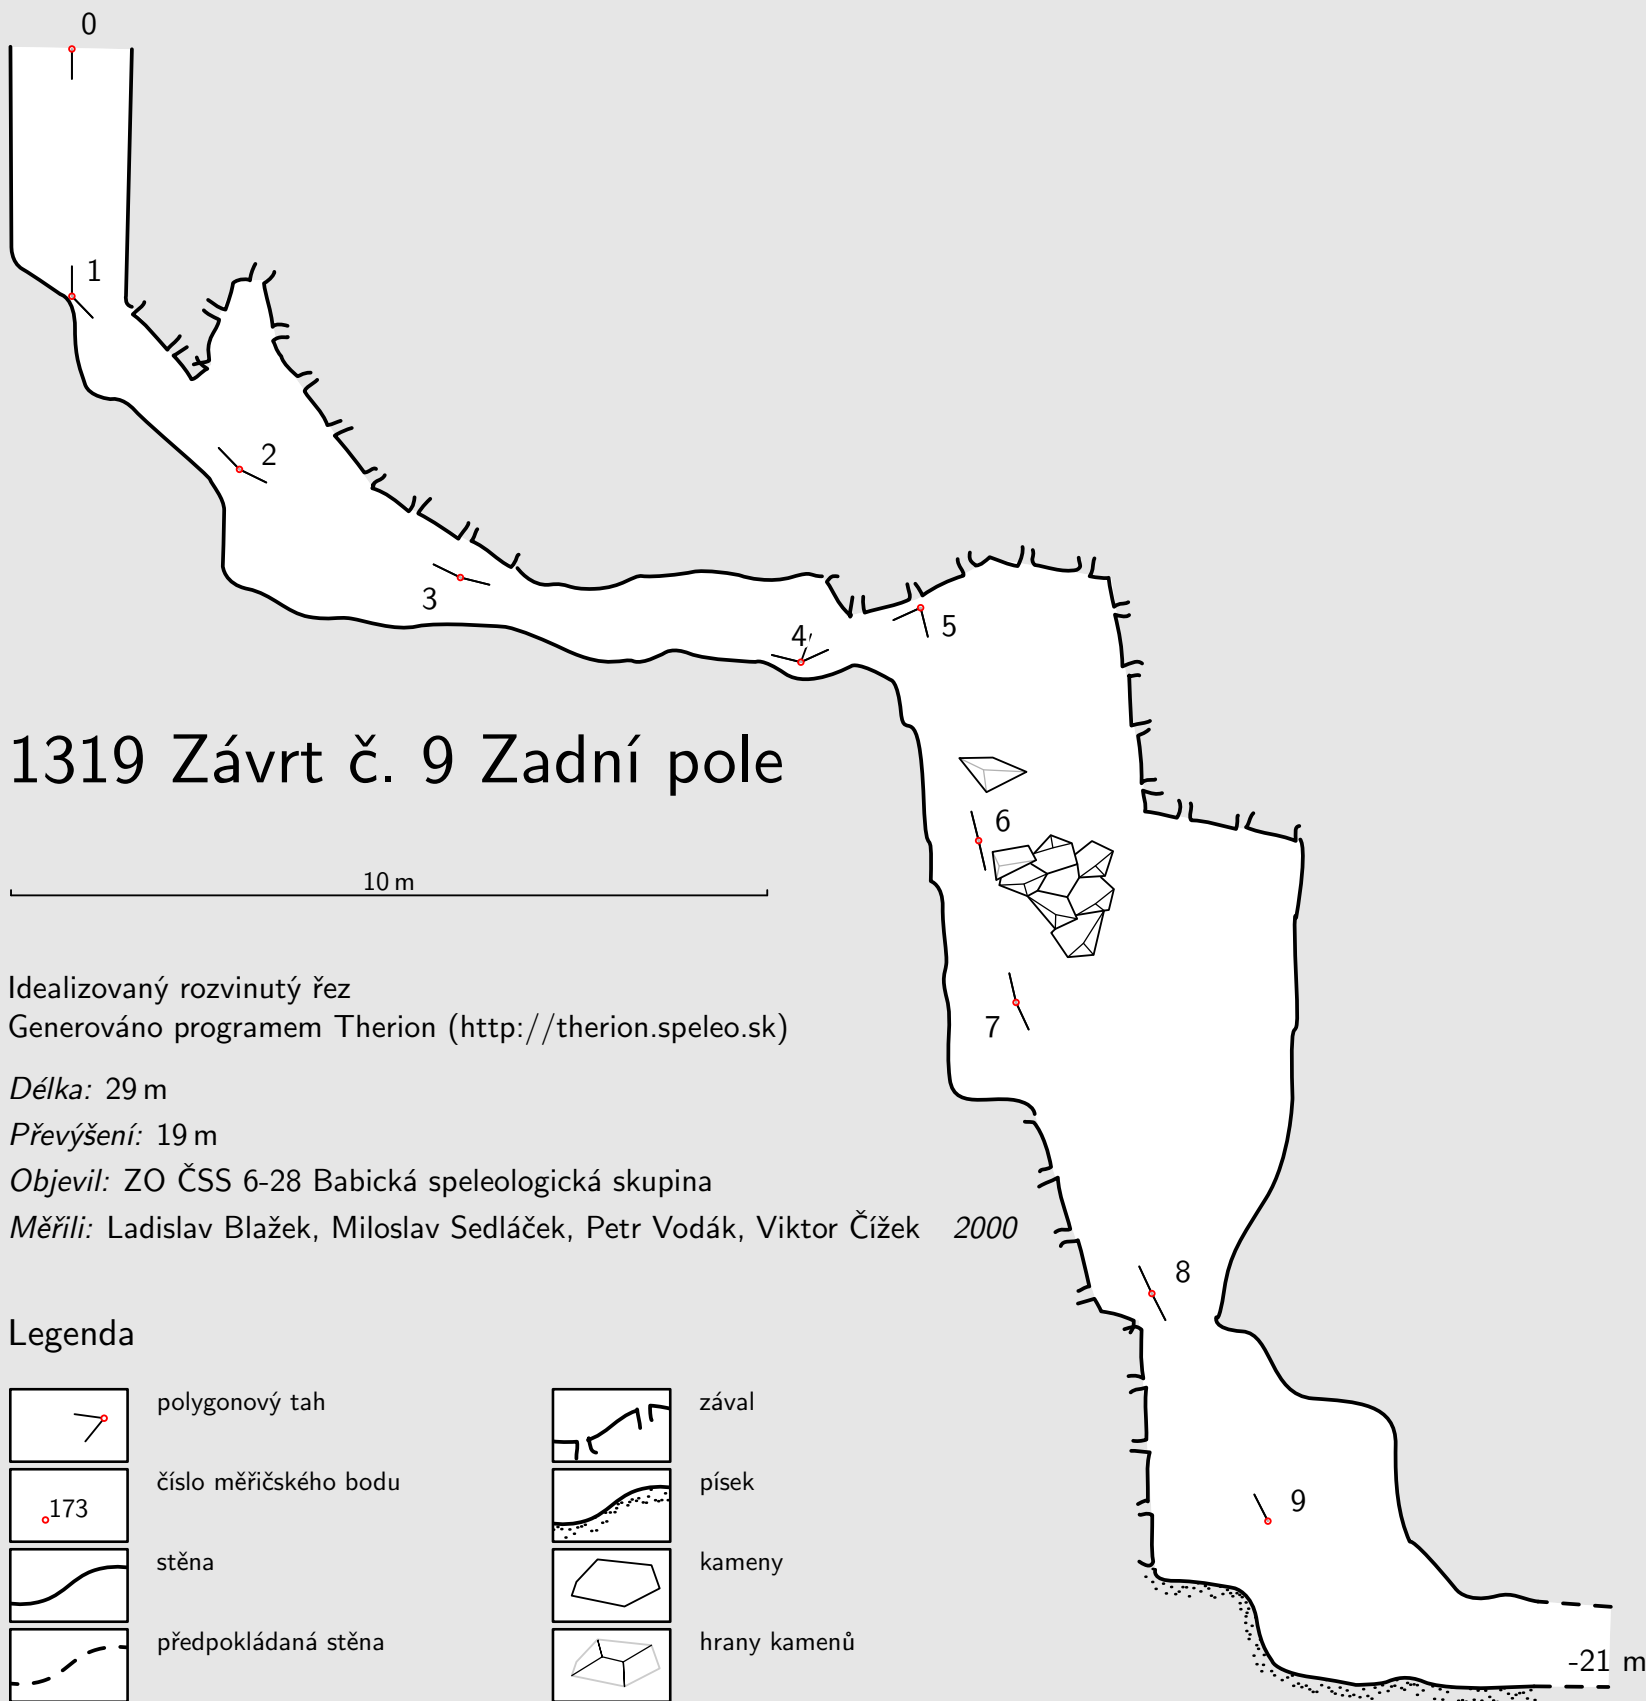 0
1
2
3
4
5
1319 Závrt č. 9 Zadní pole
6
10 m
Idealizovaný rozvinutý řez
Generováno programem Therion (http://therion.speleo.sk)
7
Délka: 29 m
Převýšení: 19 m
Objevil: ZO ČSS 6-28 Babická speleologická skupina
Měřili: Ladislav Blažek, Miloslav Sedláček, Petr Vodák, Viktor Čížek 2000
8
Legenda
polygonový tah
zával
číslo měřičského bodu
173
písek
9
stěna
kameny
předpokládaná stěna
hrany kamenů
-21 m